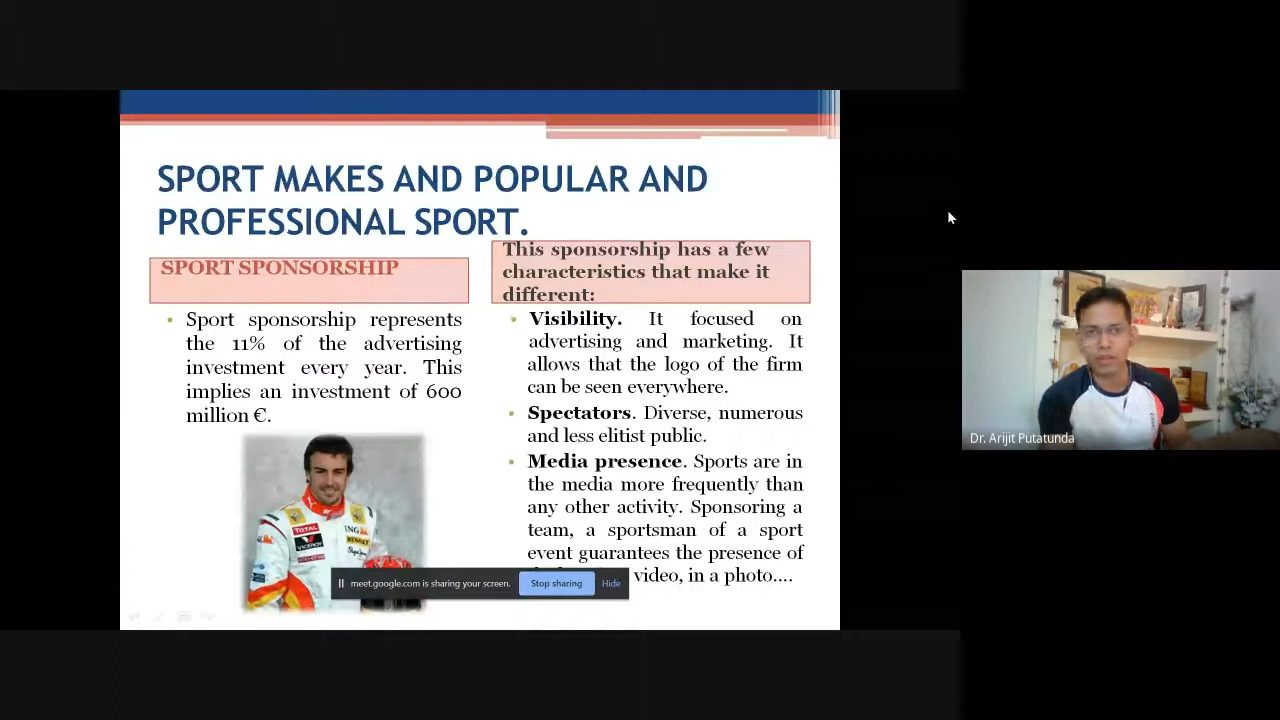 SPORT MAKES AND POPULAR AND
PROFESSIONAL SPORT.
SPORT SPONSORSHIP
Sport sponsorship represents
the 11% of the advertising
investment every year. This
implies an investment of 600
million €.
TOTAL
ING
VICEROY
RENAULT
This sponsorship has a few
characteristics that make it
different:
Visibility. It focused on
advertising and marketing. It
allows that the logo of the firm
can be seen everywhere.
Spectators. Diverse, numerous
and less elitist public.
Media presence. Sports are in
the media more frequently than
any other activity. Sponsoring a
team, a sportsman of a sport
event guarantees the presence of
video, in a photo....
meet.google.com is sharing your screen.
Stop sharing
Hide
Dr. Arijit Putatunda